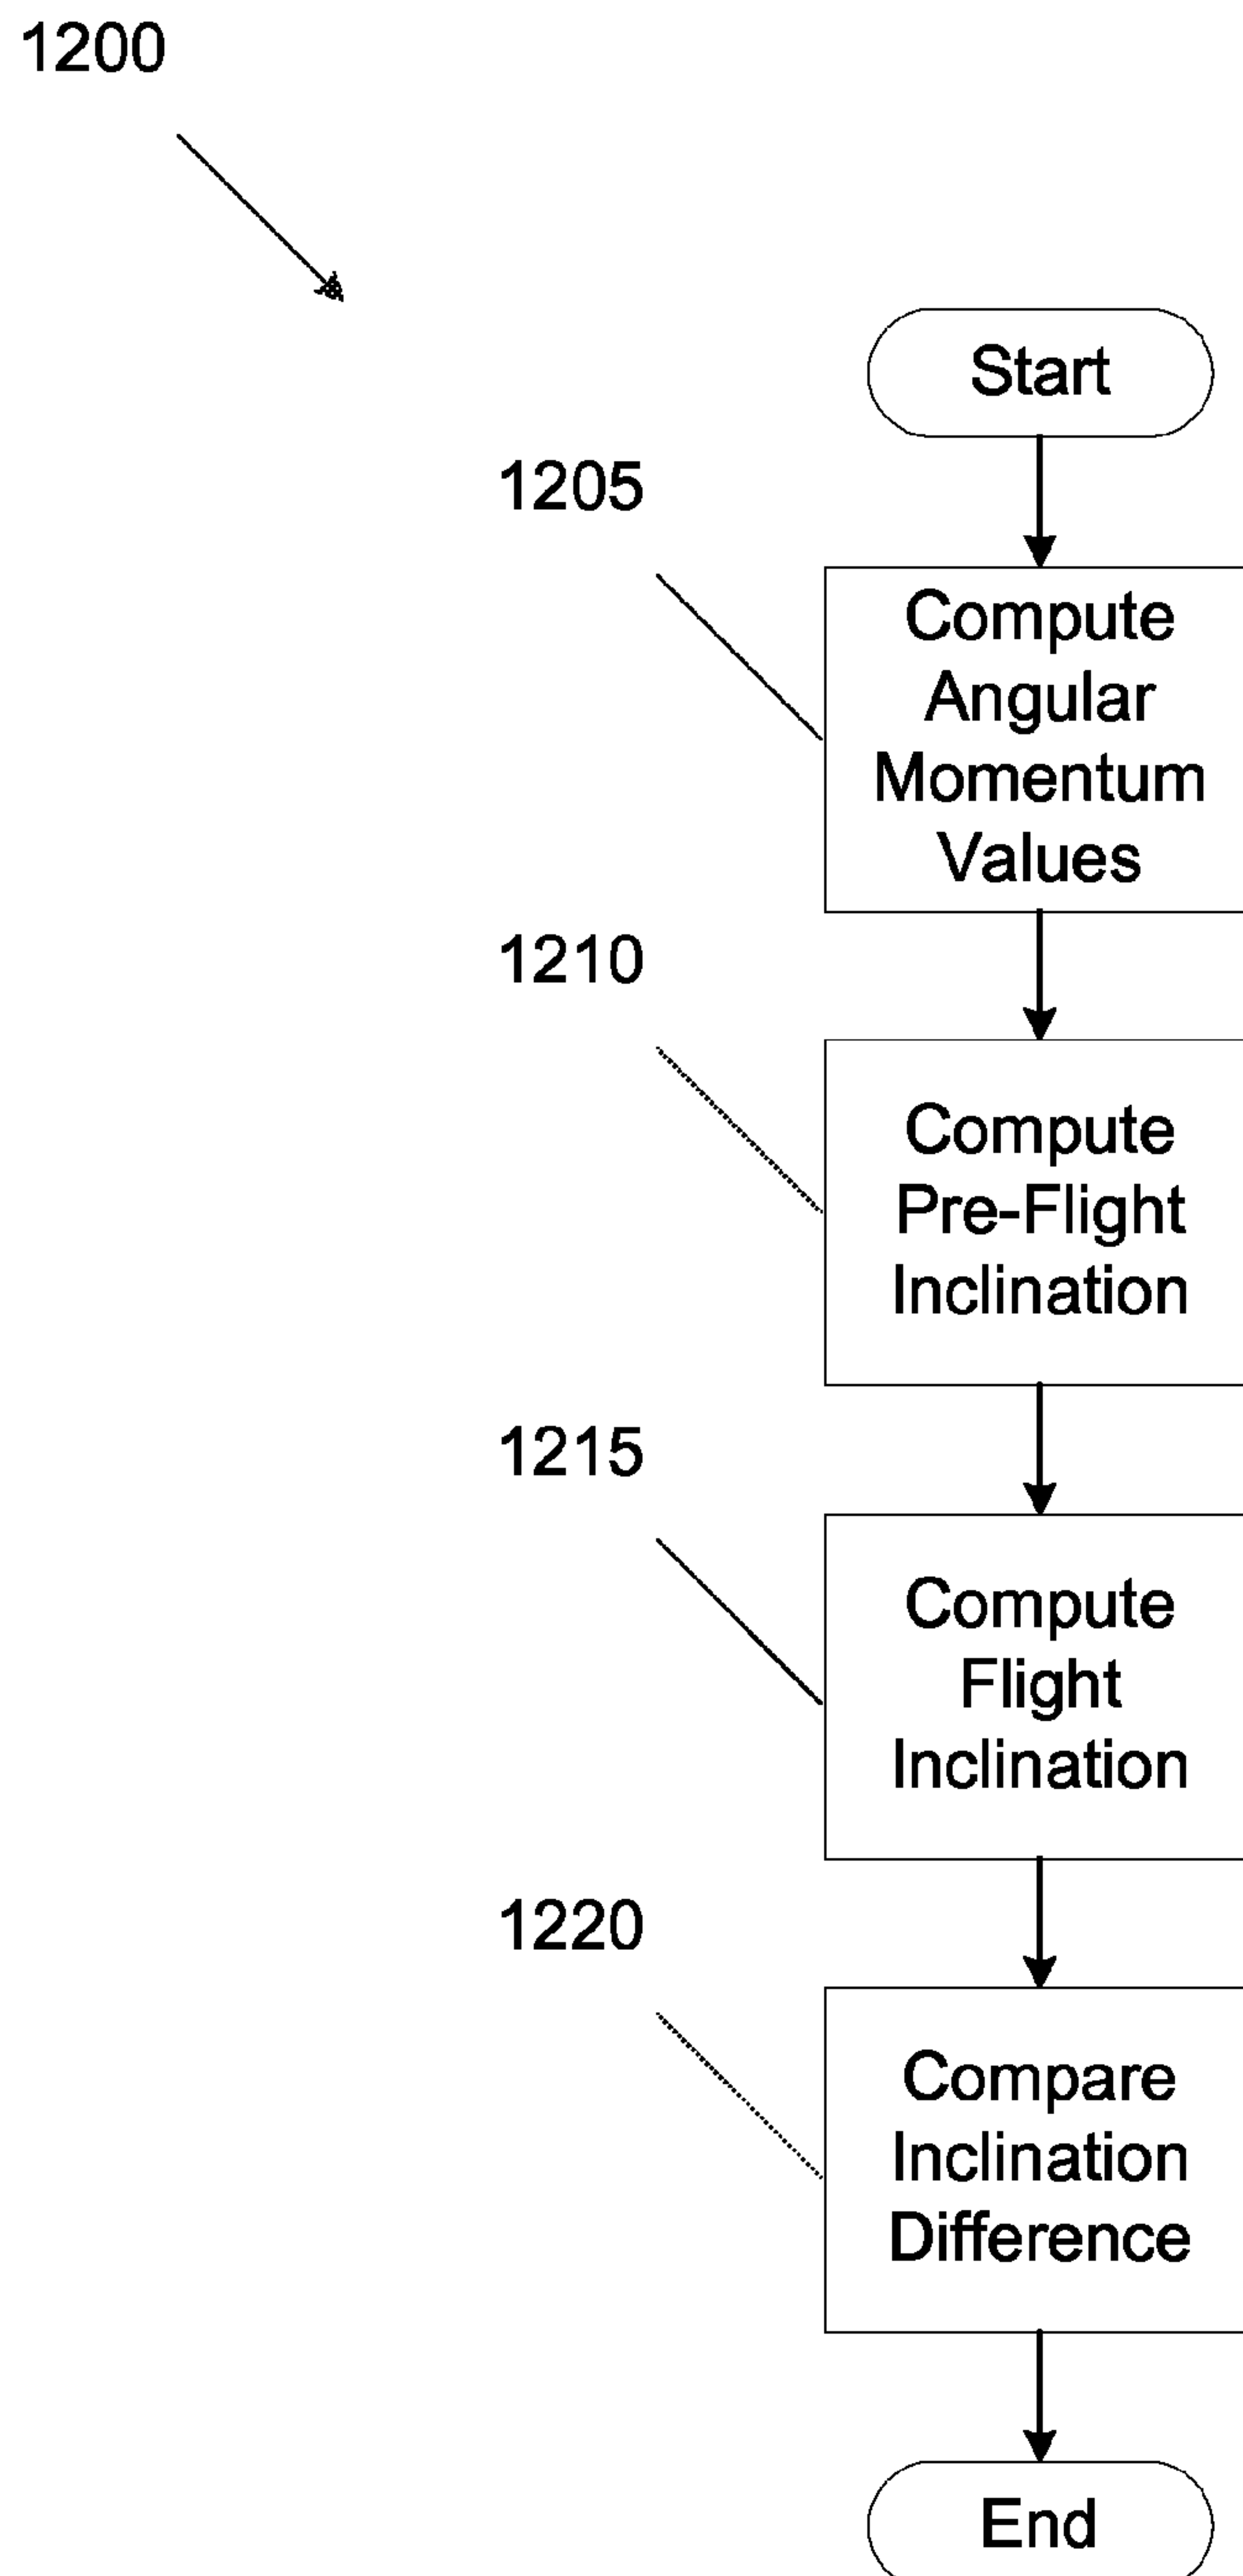 1200
Start
1205
Compute
Angular
Momentum
Values
1210
Compute
Pre-Flight
Inclination
1215
Compute
Flight
Inclination
1220
Compare
Inclination
Difference
End